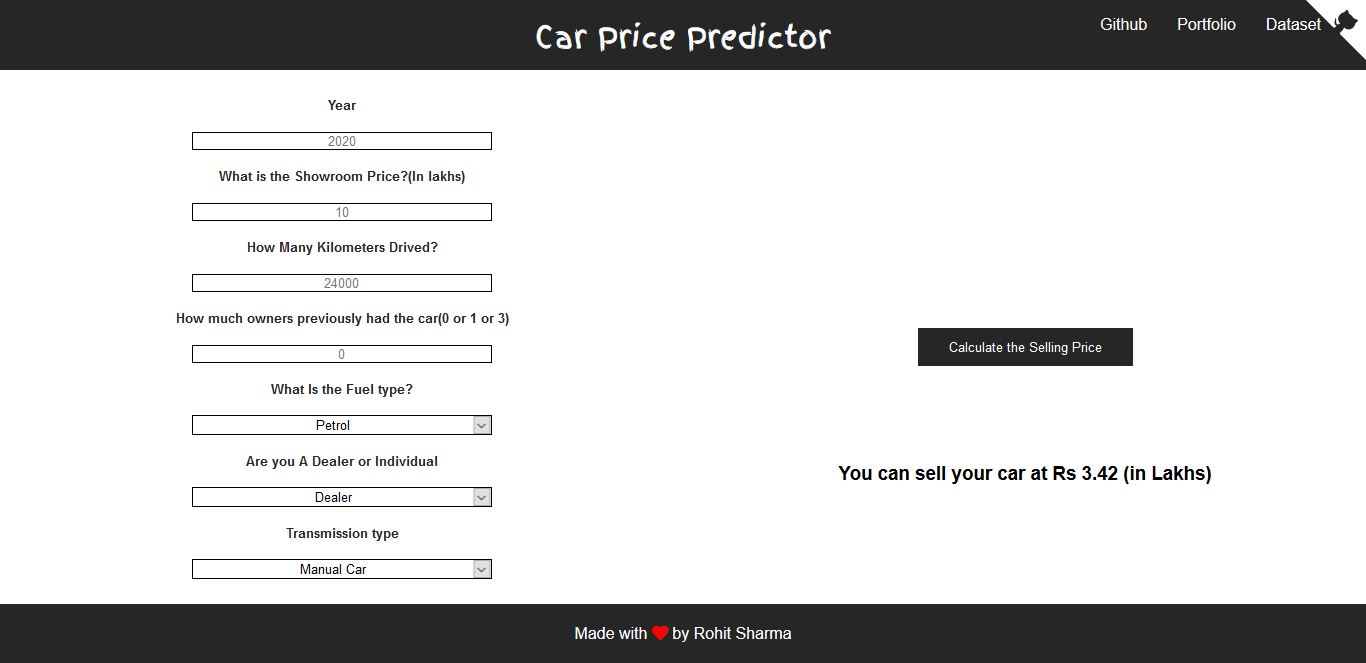 Car Price Predictor
Github
Portfolio
Dataset
Year
2020
What is the Showroom Price?(In lakhs)
10
How Many Kilometers Drived?
24000
How much owners previously had the car(0 or 1 or 3)
0
What Is the Fuel type?
Petrol
Are you A Dealer or Individual
Dealer
Transmission type
Manual Car
Calculate the Selling Price
You can sell your car at Rs 3.42 (in Lakhs)
Made with ❤ by Rohit Sharma